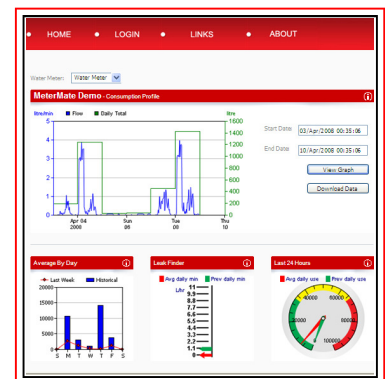 HOME LOGIN LINKS ABOUT
Water Meter: Water Meter
MeterMate Demo - Consumption Profile
litre/min Flow Daily Total litre
5 1600
1400
4 1200
3 1000
800
2 600
1 400
200
0 0
Apr 04 Sun Tue Thu
2008 06 08 10
Start Date 03/Apr/2008 00:35:06
End Date 10/Apr/2008 00:35:06
View Graph
Download Data
Average By Day
Last Week Historical
20000
15000
10000
5000
0
S M T W T F S
Leak Finder
Avg daily min Prev daily min
L/hr
11
9.9
8.8
7.7
6.6
5.5
4.4
3.3
2.2
1.1
0
Last 24 Hours
Avg daily use Prev daily use
40000 60000
20000 80000
0 100000